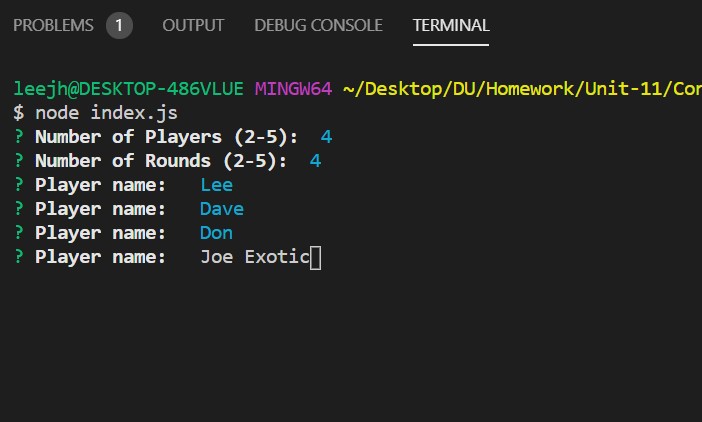 PROBLEMS 1 OUTPUT DEBUG CONSOLE TERMINAL
leejh@DESKTOP-486VLUE MINGW64 ~/Desktop/DU/Homework/Unit-11/Con
$ node index.js
? Number of Players (2-5):  4
? Number of Rounds (2-5):  4
? Player name:   Lee
? Player name:   Dave
? Player name:   Don
? Player name:   Joe Exotic